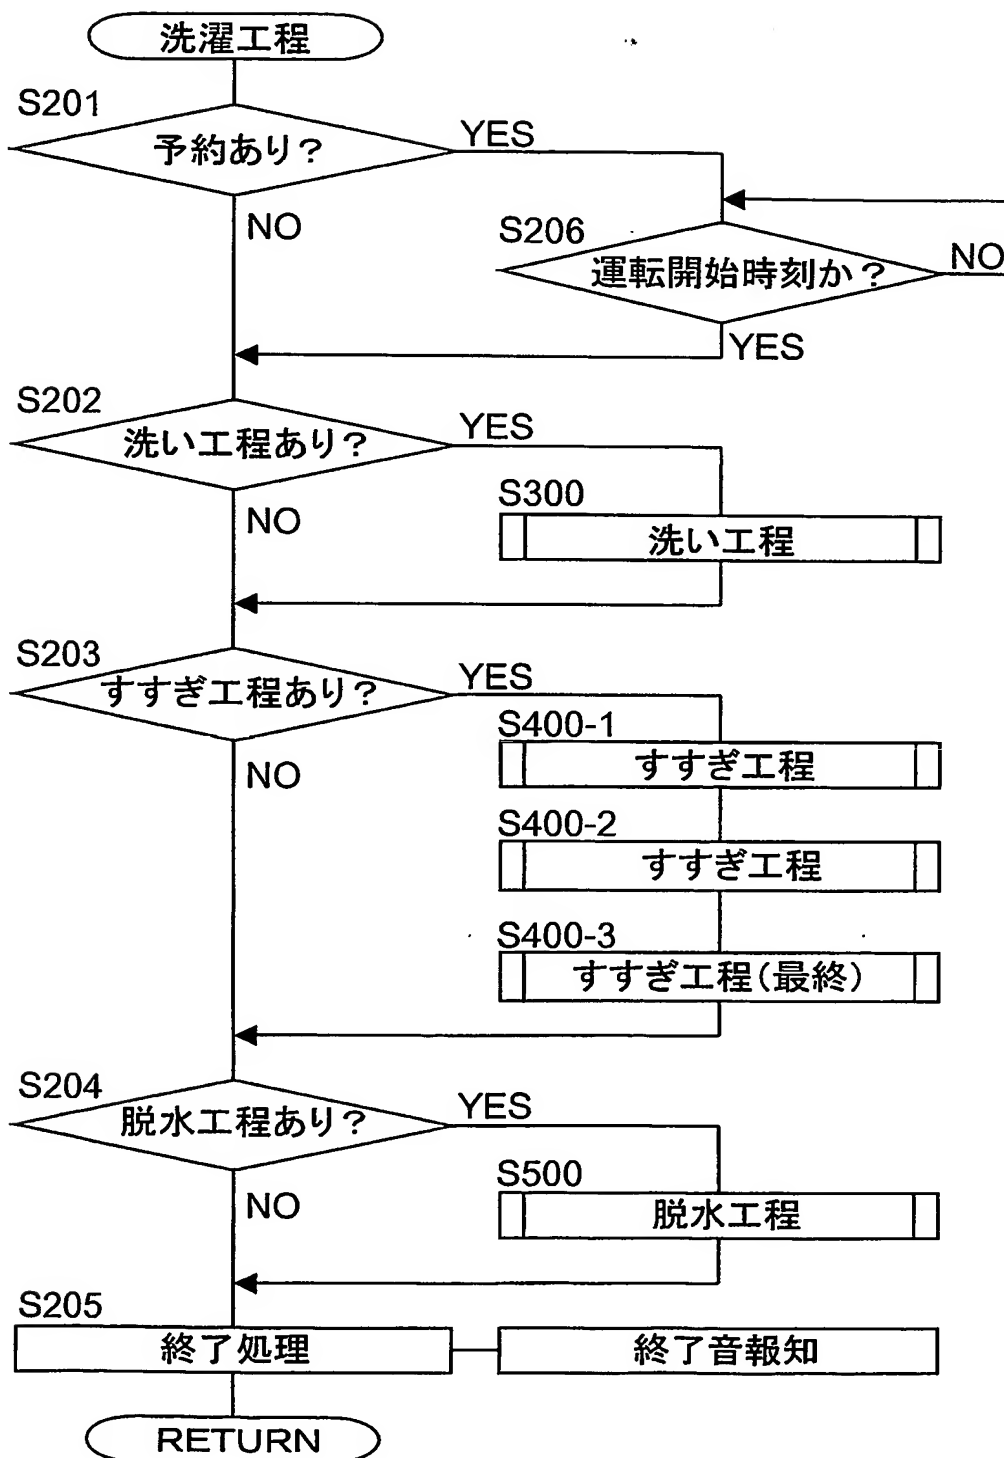 洗濯工程
S201
予約あり?
YES
NO
S206
運転開始時刻か?
NO
YES
S202
洗い工程あり?
YES
NO
S300
洗い工程
S203
すすぎ工程あり?
YES
NO
S400-1
すすぎ工程
S400-2
すすぎ工程
S400-3
すすぎ工程(最終)
S204
脱水工程あり?
YES
NO
S500
脱水工程
S205
終了処理
終了音報知
RETURN